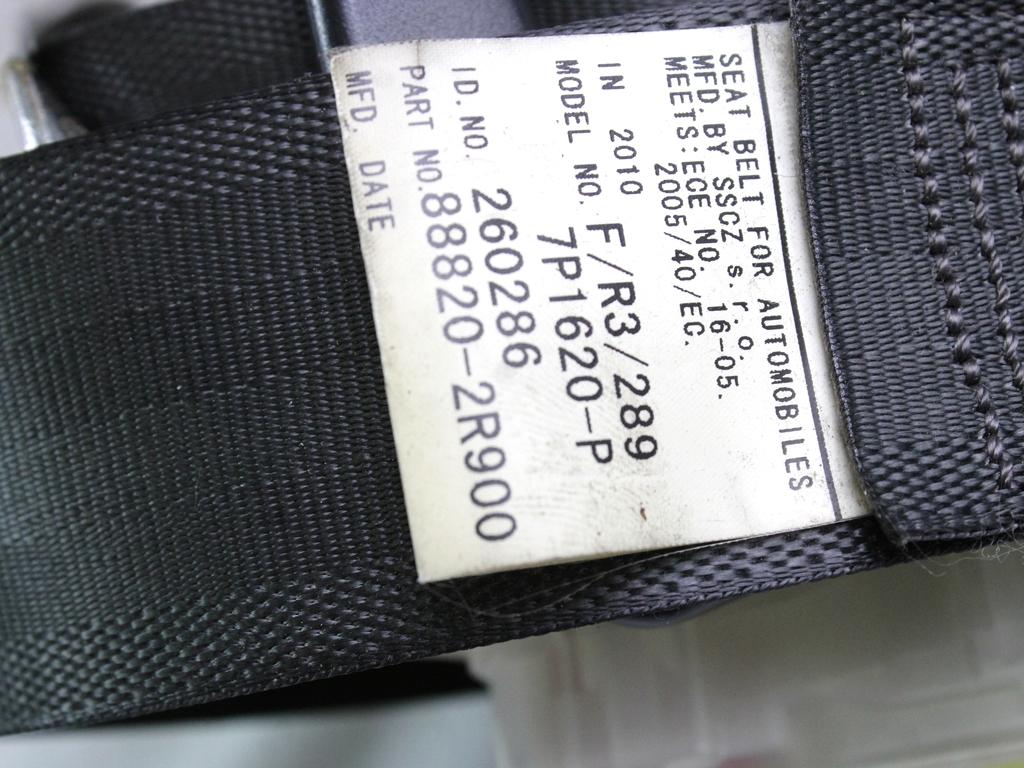 SEAT BELT FOR AUTOMOBILES
MFD. BY SSCZ s.r.o.
MEETS: ECE NO. 16-05.
2005/40/EC.
IN 2010 F/R3/289
MODEL NO. 7P1620-P
ID.NO. 260286
PART NO.88820-2R900
MFD. DATE